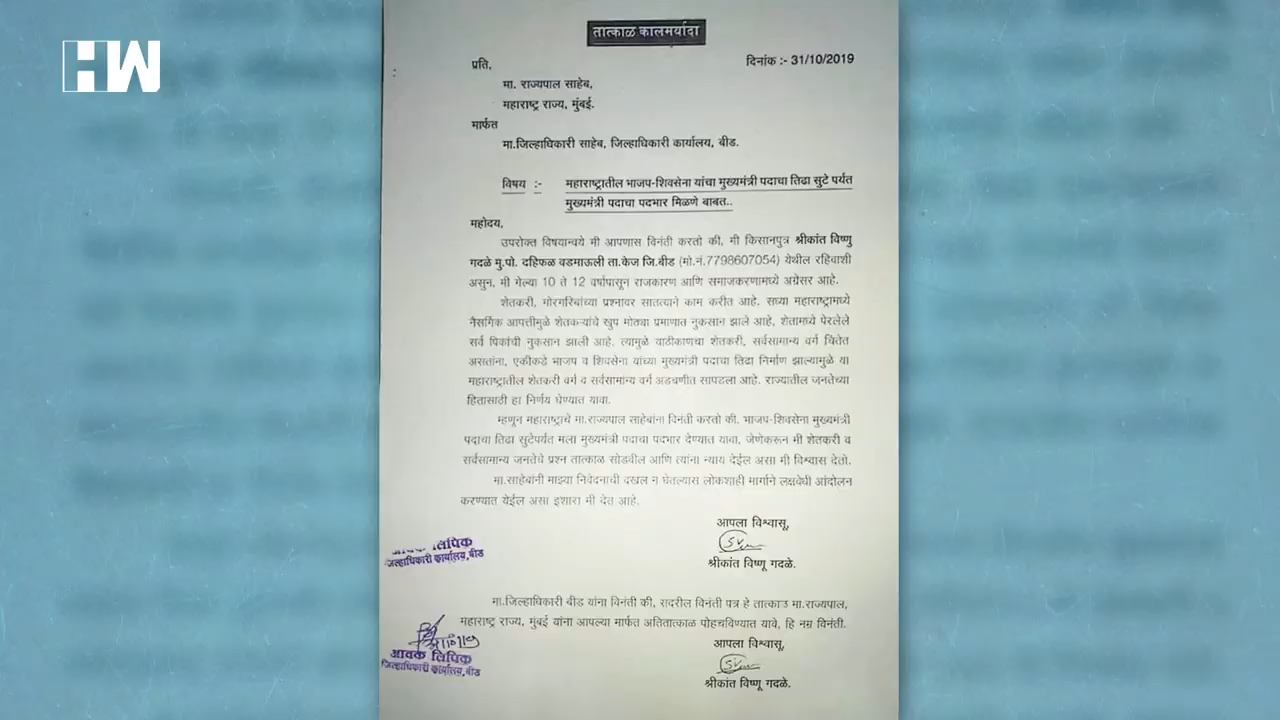 HW
तात्काळ कालमर्यादा
दिनांक :- 31/10/2019
प्रति,
मा. राज्यपाल साहेब,
महाराष्ट्र राज्य, मुंबई.
मार्फत
मा.जिल्हाधिकारी साहेब, जिल्हाधिकारी कार्यालय, बीड.
विषय :- महाराष्ट्रातील भाजप-शिवसेना यांचा मुख्यमंत्री पदाचा तिढा सुटे पर्यत
मुख्यमंत्री पदाचा पदभार मिळणे बाबत..
महोदय,
उपरोक्त विषयान्वये मी आपणास विनंती करतो की, मी किसानपुत्र श्रीकांत विष्णु
गदळे मु.पो. दहिफळ वडमाऊली ता.केज जि.बीड (मो.नं.7798607054) येथील रहिवाशी
असुन, मी गेल्या 10 ते 12 वर्षापासुन राजकारण आणि समाजकरणामध्ये अग्रेसर आहे.
शेतकरी, गोरगरिबांच्या प्रश्नावर सातत्याने काम करीत आहे. सध्या महाराष्ट्रामध्ये
नैसर्गिक आपत्तीमुळे शेतकऱ्यांचे खुप मोठ्या प्रमाणात नुकसान झाले आहे, शेतामध्ये पेरलेले
सर्व पिकांची नुकसान झाली आहे. त्यामुळे याठीकाणचा शेतकरी, सर्वसामान्य वर्ग चिंतेत
असतांना, एकीकडे भाजप व शिवसेना यांच्या मुख्यमंत्री पदाचा तिढा निर्माण झाल्यामुळे या
महाराष्ट्रातील शेतकरी वर्ग व सर्वसामान्य वर्ग अडचणीत सापडला आहे. राज्यातील जनतेच्या
हितासाठी हा निर्णय घेण्यात यावा.
म्हणून महाराष्ट्राचे मा.राज्यपाल साहेबांना विनंती करतो की. भाजप-शिवसेना मुख्यमंत्री
पदाचा तिढा सुटेपर्यत मला मुख्यमंत्री पदाचा पदभार देण्यात यावा, जेणेकरून मी शेतकरी व
सर्वसामान्य जनतेचे प्रश्न तात्काळ सोडवील आणि त्यांना न्याय देईल असा मी विश्वास देतो.
मा.साहेबांनी माझ्या निवेदनाची दखल न घेतल्यास लोकशाही मार्गाने लक्षवेधी आंदोलन
करण्यात येईल असा इशारा मी देत आहे.
आपला विश्वासू,
श्रीकांत विष्णू गदळे.
लिपिक
जिल्हाधिकारी कार्यालय,बीड
मा.जिल्हाधिकारी बीड यांना विनंती की, सदरील विनंती पत्र हे तात्काउ मा.राज्यपाल,
महाराष्ट्र राज्य, मुंबई यांना आपल्या मार्फत अतितात्काळ पोहचविण्यात यावे, हि नम्र विनंती.
आपला विश्वासू,
श्रीकांत विष्णू गदळे.
आवक लिपिक
जिल्हाधिकारी कार्यालय,बीड